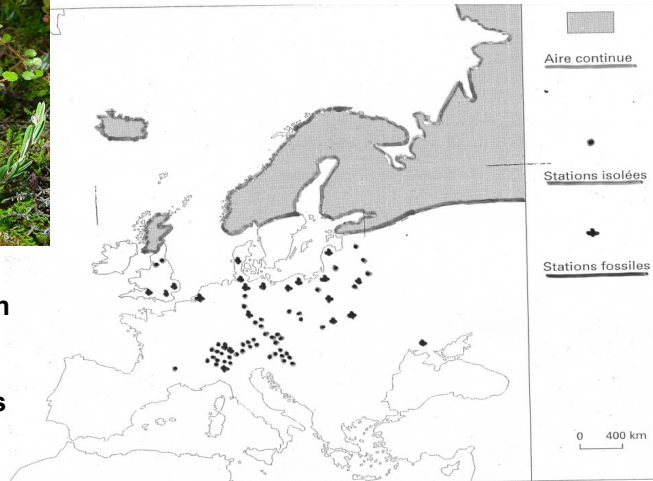 Aire continue
Stations isolées
Stations fossiles
0 400 km
n
s